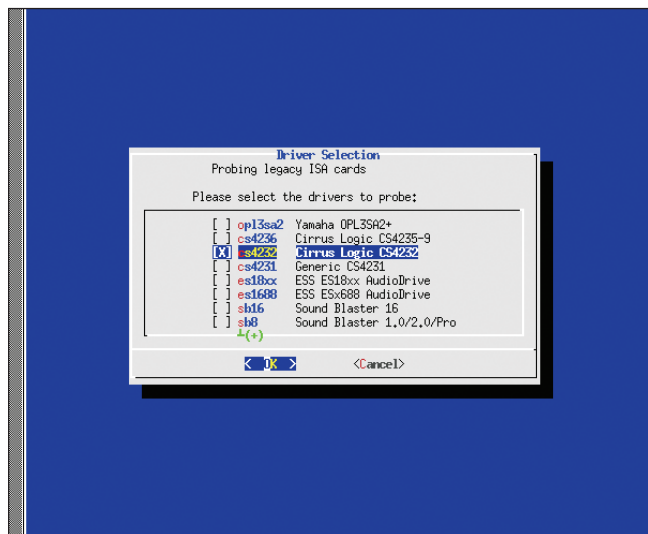 Driver Selection
Probing legacy ISA cards
Please select the drivers to probe:
[ ] opl3sa2 Yamaha OPL3SA2+
[ ] cs4236 Cirrus Logic CS4235-9
[X] cs4232 Cirrus Logic CS4232
[ ] cs4231 Generic CS4231
[ ] es18xx ESS ES18xx AudioDrive
[ ] es1688 ESS ESx688 AudioDrive
[ ] sb16 Sound Blaster 16
[ ] sb8 Sound Blaster 1.0/2.0/Pro
┴(+)
< OK > <Cancel>